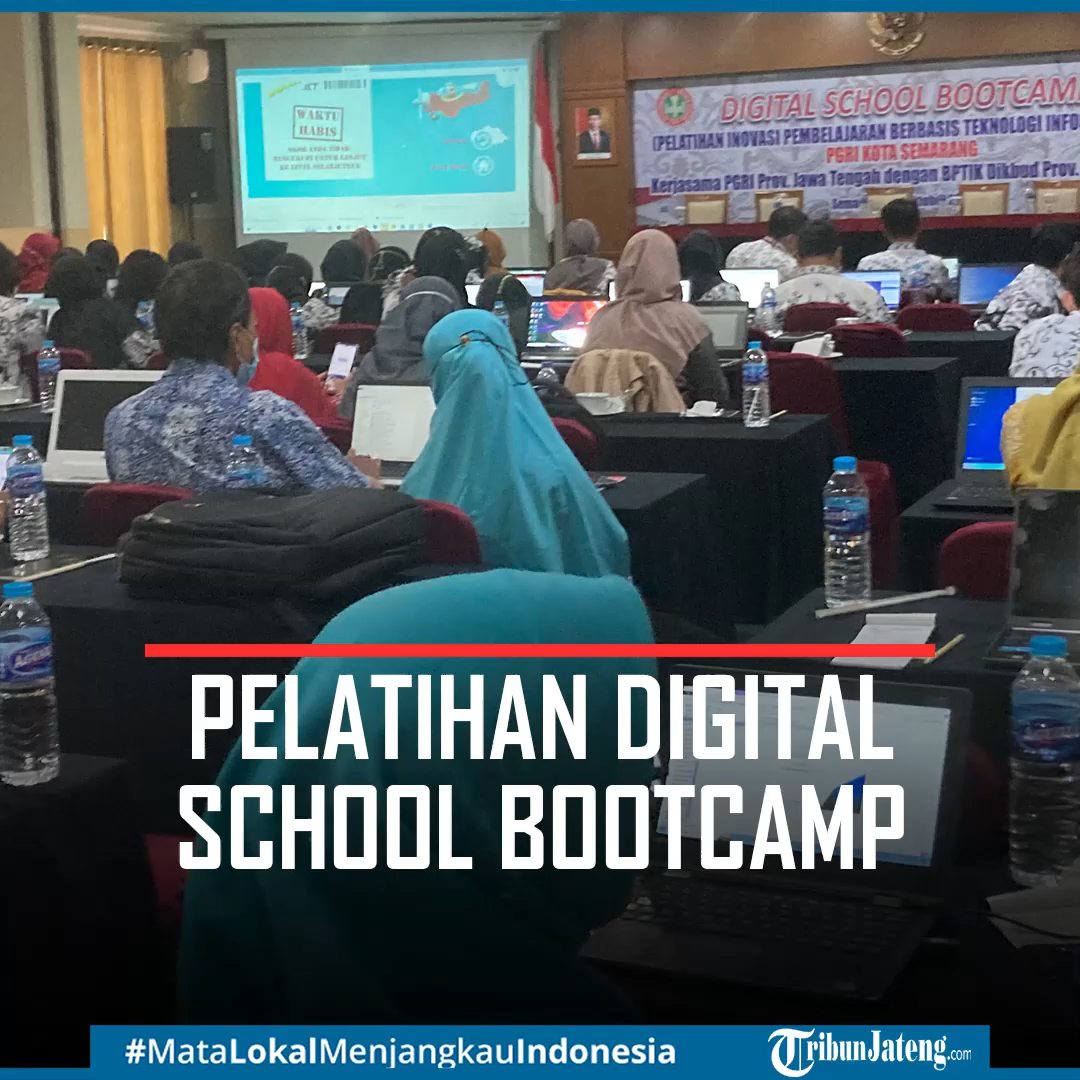 WAKTU
HABIS
DIGITAL SCHOOL BOOTCAM
(PELATIHAN INOVASI PEMBELAJARAN BERBASIS TEKNOLOGI INFO
PGRI KOTA SEMARANG
Kerjasama PGRI Prov. Jawa Tengah dengan BPTIK Dikbud Prov.
PELATIHAN DIGITAL
SCHOOL BOOTCAMP
#MataLokalMenjangkauIndonesia
TribunJateng.com